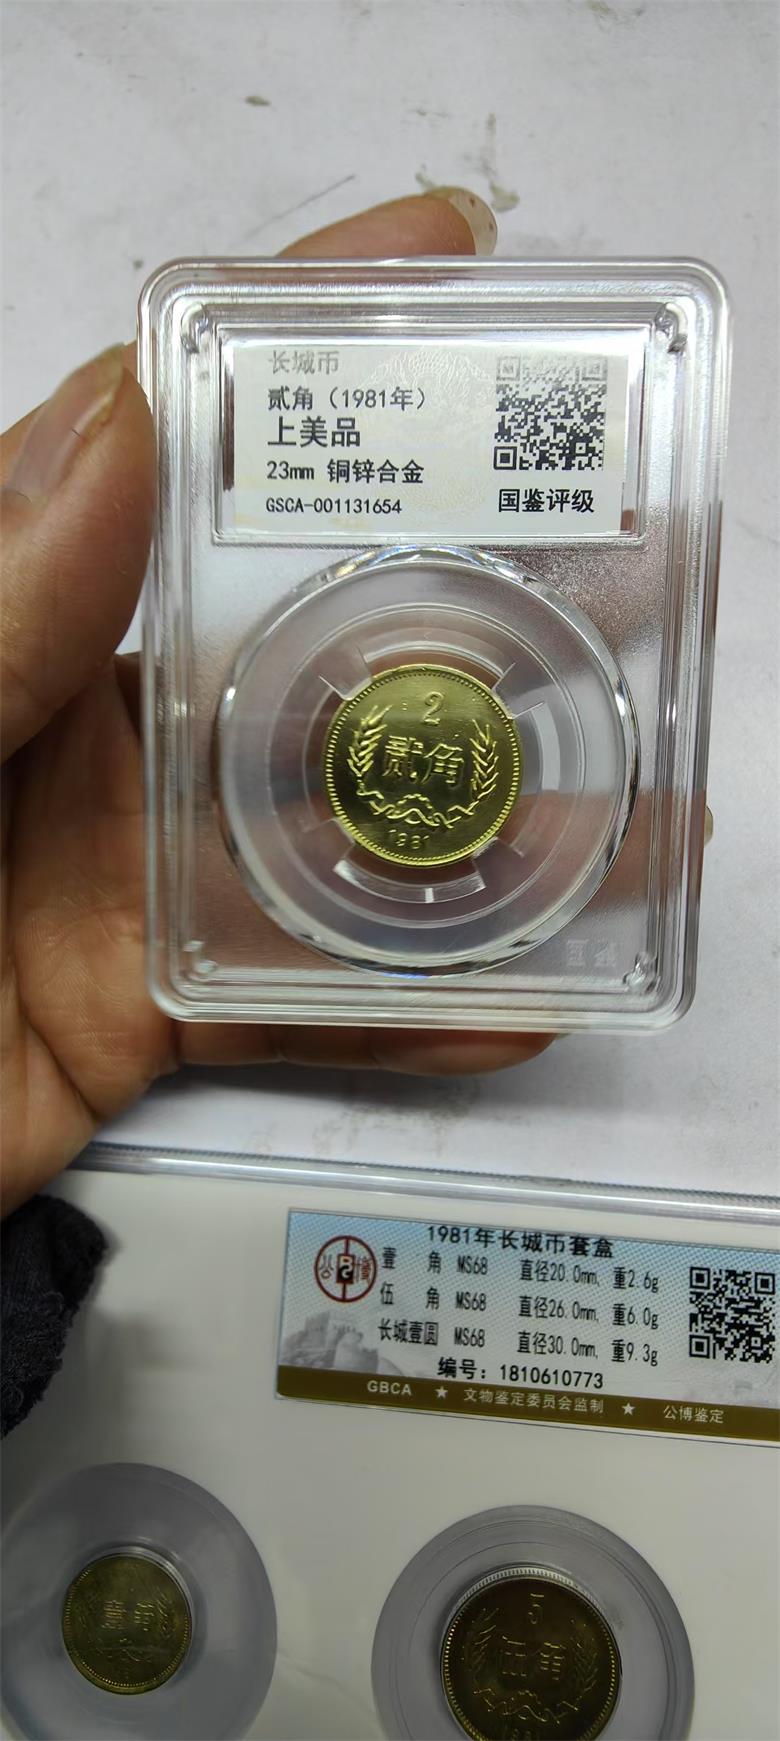 长城币
贰角（1981年）
上美品
23mm 铜锌合金
GSCA-001131654
国鉴评级
2
贰角
1981
1981年长城币套盒
壹 角 MS68 直径20.0mm, 重2.6g
伍 角 MS68 直径26.0mm, 重6.0g
长城壹圆 MS68 直径30.0mm, 重9.3g
编号：1810610773
GBCA ★ 文物鉴定委员会监制 ★ 公博鉴定
壹角
5
伍角
1981